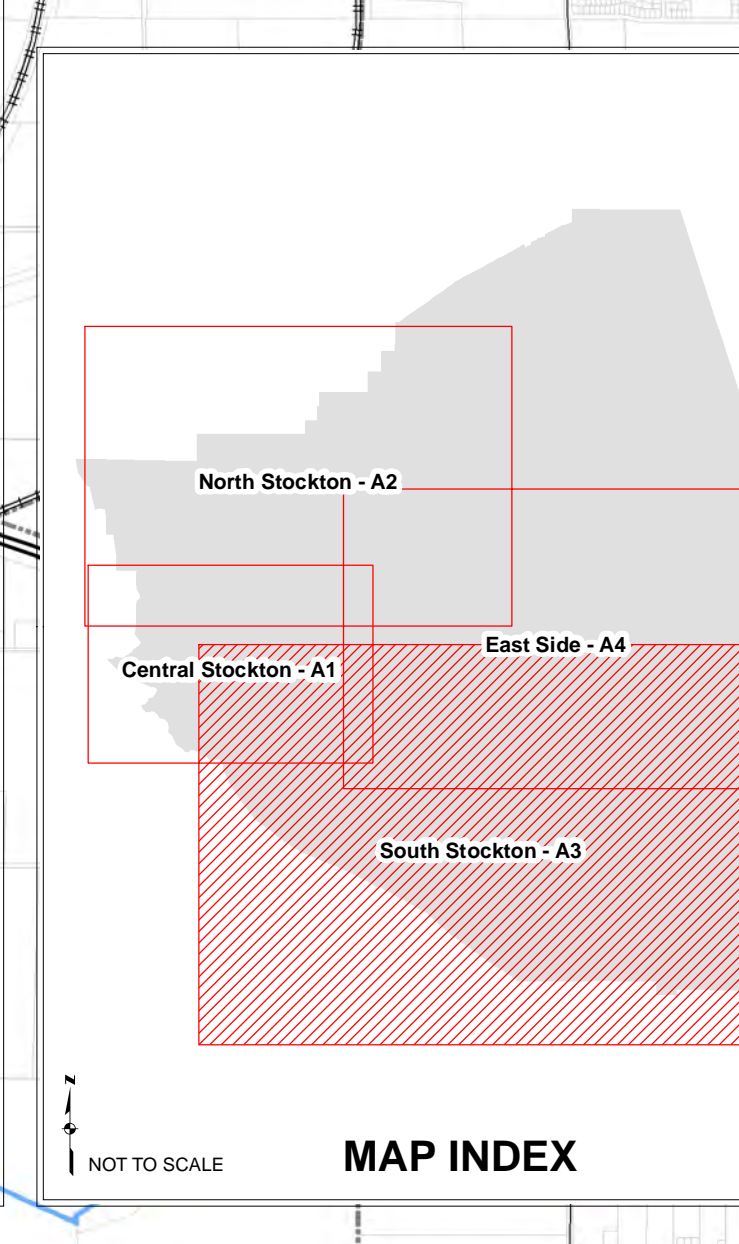 North Stockton - A2
East Side - A4
Central Stockton - A1
South Stockton - A3
N
NOT TO SCALE
MAP INDEX